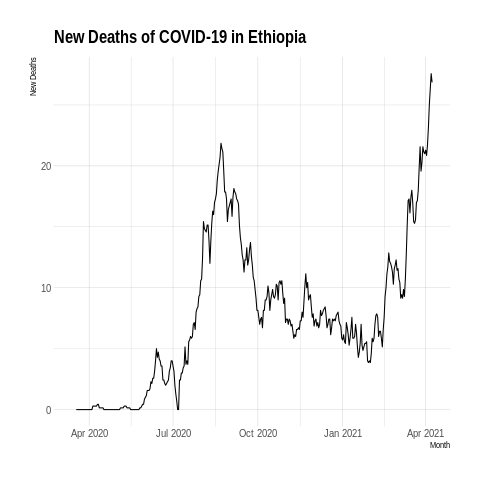 New Deaths of COVID-19 in Ethiopia
New Deaths
20
10
0
Apr 2020
Jul 2020
Oct 2020
Jan 2021
Apr 2021
Month